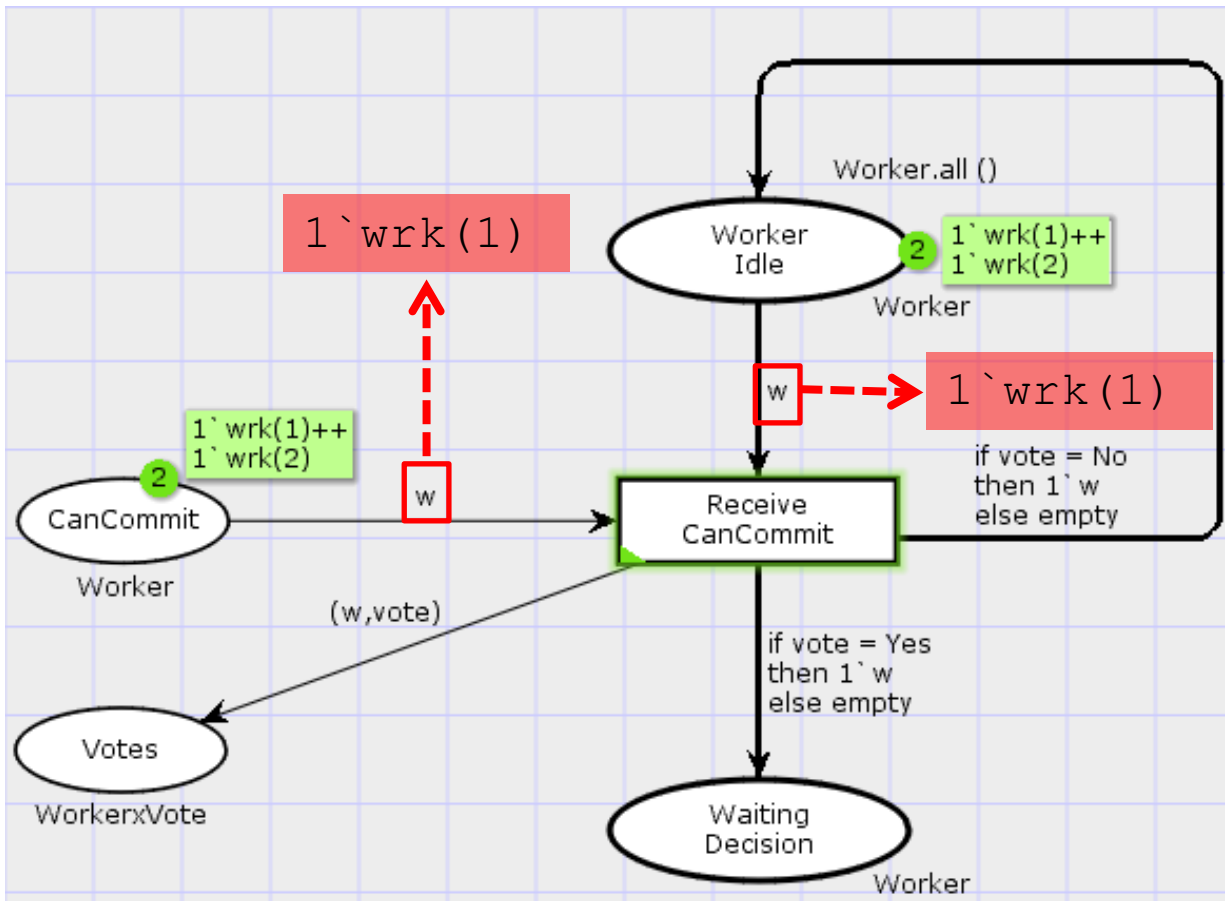 Worker.all ()
1`wrk(1)
Worker
Idle
2
1`wrk(1)++
1`wrk(2)
Worker
w
1`wrk(1)
1`wrk(1)++
1`wrk(2)
2
CanCommit
Worker
w
Receive
CanCommit
if vote = No
then 1`w
else empty
(w,vote)
if vote = Yes
then 1`w
else empty
Votes
WorkerxVote
Waiting
Decision
Worker